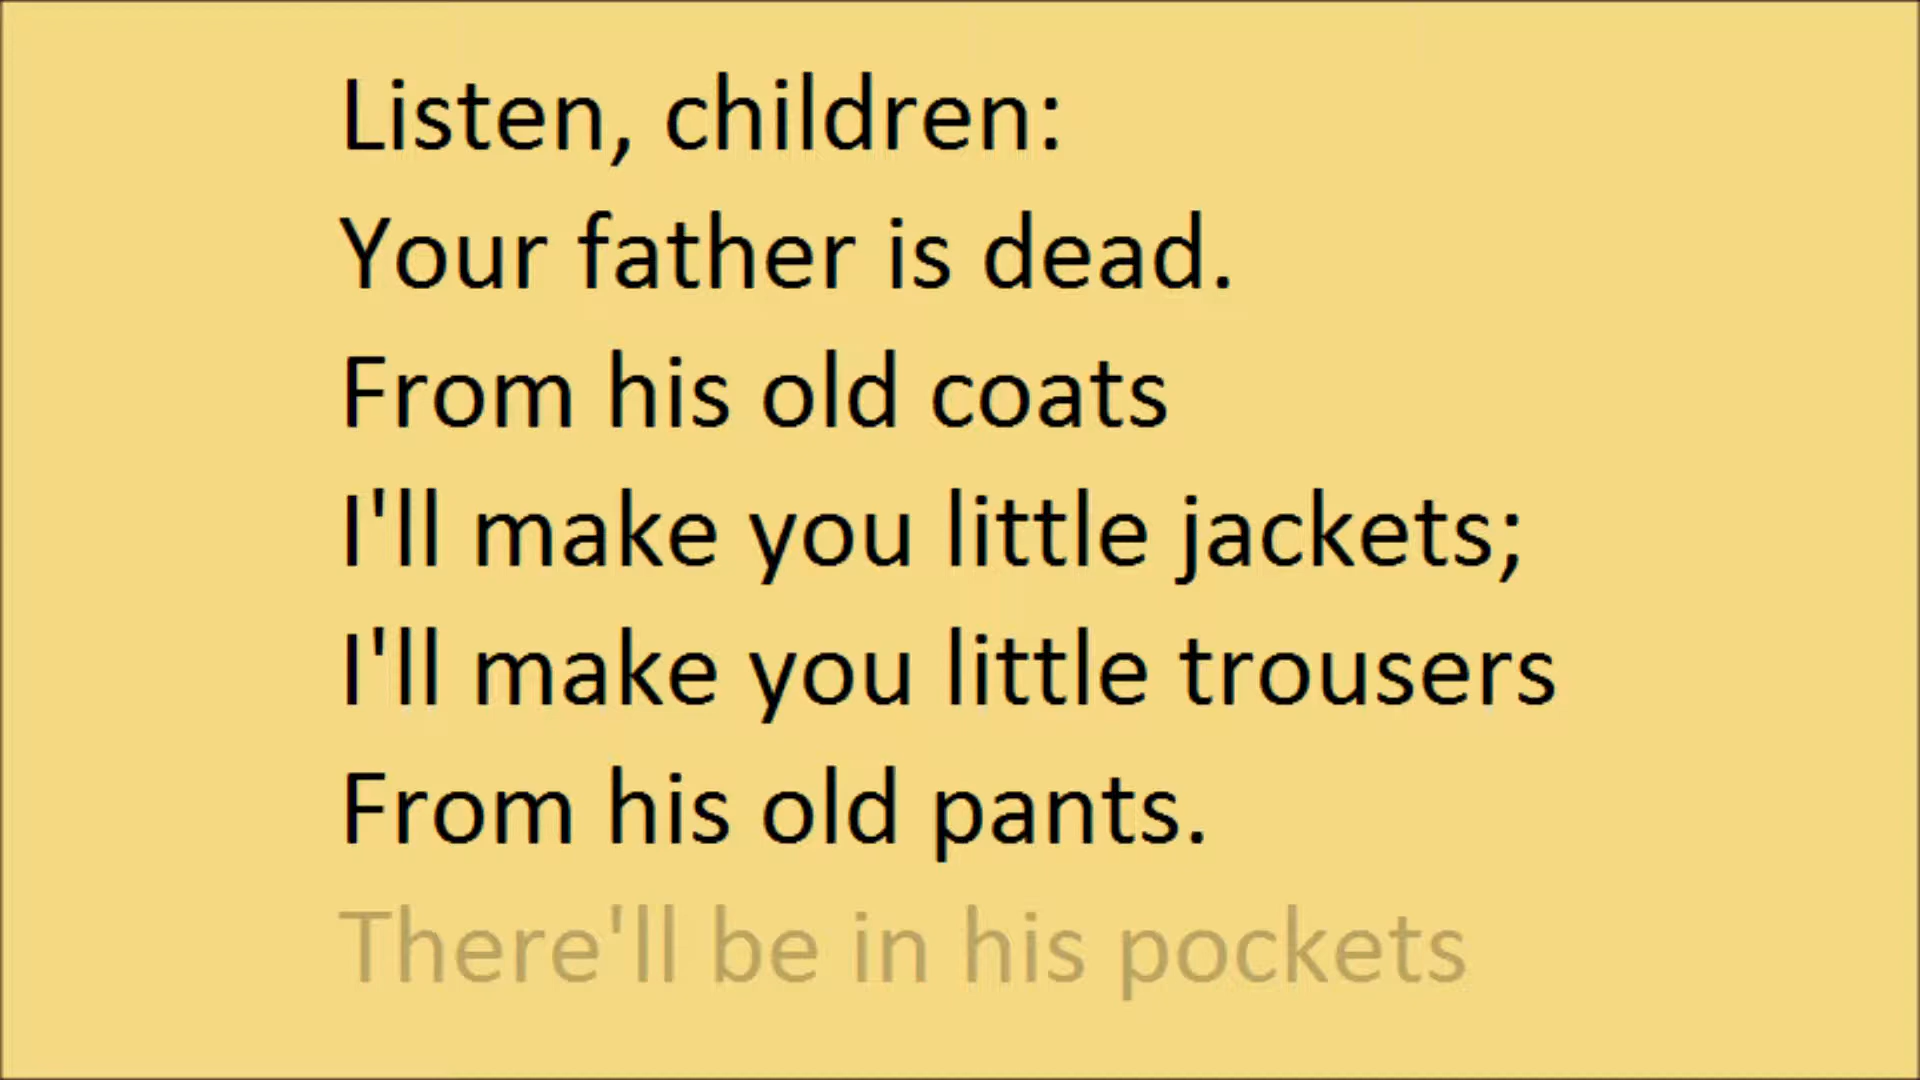 Listen, children:
Your father is dead.
From his old coats
I'll make you little jackets;
I'll make you little trousers
From his old pants.
There'll be in his pockets